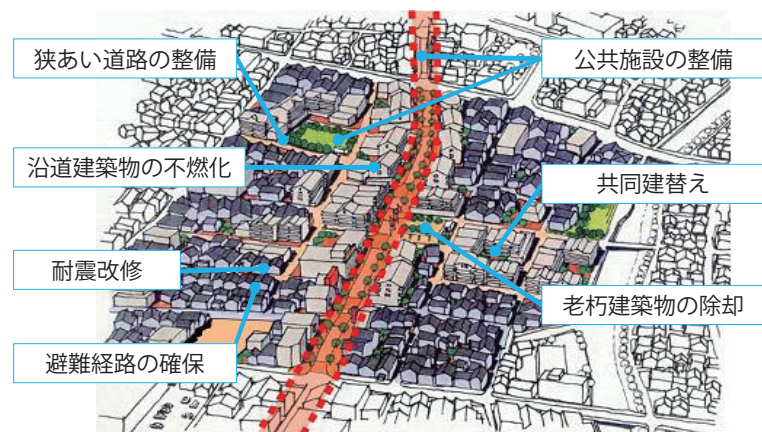 狭あい道路の整備
公共施設の整備
沿道建築物の不燃化
共同建替え
耐震改修
老朽建築物の除却
避難経路の確保